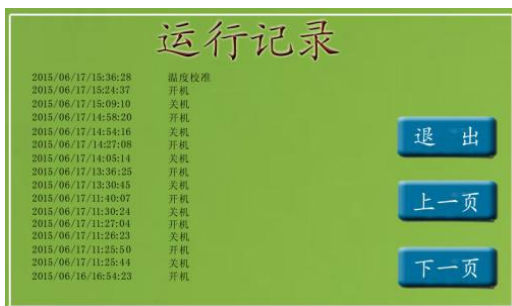 运行记录
2015/06/17/15:36:28 温度校准
2015/06/17/15:24:37 开机
2015/06/17/15:09:10 关机
2015/06/17/14:58:20 开机
2015/06/17/14:54:16 关机
2015/06/17/14:27:08 开机
2015/06/17/14:05:14 关机
2015/06/17/13:36:25 开机
2015/06/17/13:30:45 关机
2015/06/17/11:40:07 开机
2015/06/17/11:30:24 关机
2015/06/17/11:27:04 开机
2015/06/17/11:26:23 关机
2015/06/17/11:25:50 开机
2015/06/17/11:25:44 关机
2015/06/16/16:54:23 开机
退 出
上一页
下一页